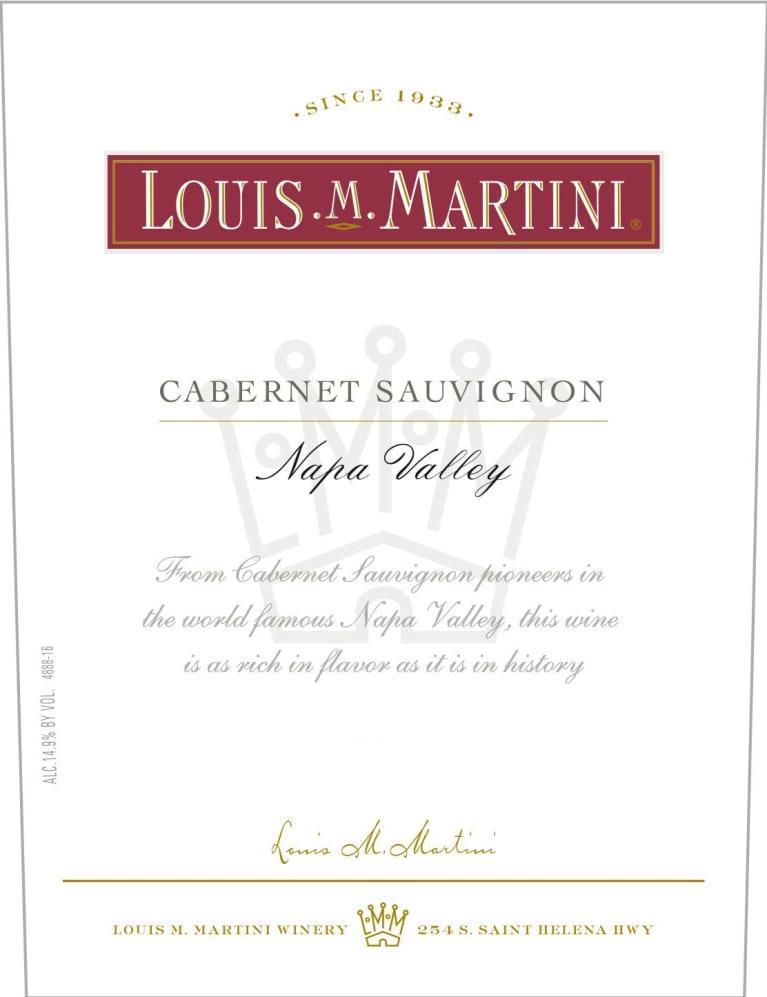 · SINCE 1933 ·
LOUIS · M. MARTINI ®
CABERNET SAUVIGNON
Napa Valley
From Cabernet Sauvignon pioneers in
the world famous Napa Valley, this wine
is as rich in flavor as it is in history
ALC.14.9% BY VOL. 4888-16
Louis M. Martini
LOUIS M. MARTINI WINERY LMM 254 S. SAINT HELENA HWY